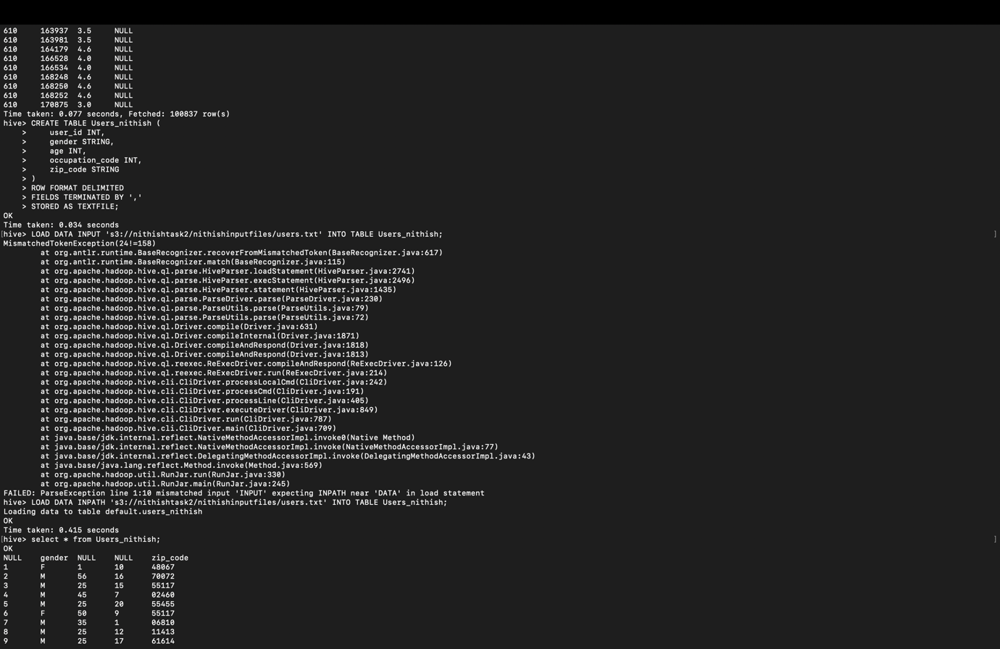 610     163937  3.5     NULL
610     163981  3.5     NULL
610     164179  4.6     NULL
610     166528  4.0     NULL
610     166534  4.0     NULL
610     168248  4.6     NULL
610     168250  4.6     NULL
610     168252  4.6     NULL
610     170875  3.0     NULL
Time taken: 0.077 seconds, Fetched: 100837 row(s)
hive> CREATE TABLE Users_nithish (
    >     user_id INT,
    >     gender STRING,
    >     age INT,
    >     occupation_code INT,
    >     zip_code STRING
    > )
    > ROW FORMAT DELIMITED
    > FIELDS TERMINATED BY ','
    > STORED AS TEXTFILE;
OK
Time taken: 0.034 seconds
[hive> LOAD DATA INPUT 's3://nithishtask2/nithishinputfiles/users.txt' INTO TABLE Users_nithish; ]
MismatchedTokenException(24!=158)
        at org.antlr.runtime.BaseRecognizer.recoverFromMismatchedToken(BaseRecognizer.java:617)
        at org.antlr.runtime.BaseRecognizer.match(BaseRecognizer.java:115)
        at org.apache.hadoop.hive.ql.parse.HiveParser.loadStatement(HiveParser.java:2741)
        at org.apache.hadoop.hive.ql.parse.HiveParser.execStatement(HiveParser.java:2496)
        at org.apache.hadoop.hive.ql.parse.HiveParser.statement(HiveParser.java:1435)
        at org.apache.hadoop.hive.ql.parse.ParseDriver.parse(ParseDriver.java:230)
        at org.apache.hadoop.hive.ql.parse.ParseUtils.parse(ParseUtils.java:79)
        at org.apache.hadoop.hive.ql.parse.ParseUtils.parse(ParseUtils.java:72)
        at org.apache.hadoop.hive.ql.Driver.compile(Driver.java:631)
        at org.apache.hadoop.hive.ql.Driver.compileInternal(Driver.java:1871)
        at org.apache.hadoop.hive.ql.Driver.compileAndRespond(Driver.java:1818)
        at org.apache.hadoop.hive.ql.Driver.compileAndRespond(Driver.java:1813)
        at org.apache.hadoop.hive.ql.reexec.ReExecDriver.compileAndRespond(ReExecDriver.java:126)
        at org.apache.hadoop.hive.ql.reexec.ReExecDriver.run(ReExecDriver.java:214)
        at org.apache.hadoop.hive.cli.CliDriver.processLocalCmd(CliDriver.java:242)
        at org.apache.hadoop.hive.cli.CliDriver.processCmd(CliDriver.java:191)
        at org.apache.hadoop.hive.cli.CliDriver.processLine(CliDriver.java:405)
        at org.apache.hadoop.hive.cli.CliDriver.executeDriver(CliDriver.java:849)
        at org.apache.hadoop.hive.cli.CliDriver.run(CliDriver.java:787)
        at org.apache.hadoop.hive.cli.CliDriver.main(CliDriver.java:709)
        at java.base/jdk.internal.reflect.NativeMethodAccessorImpl.invoke0(Native Method)
        at java.base/jdk.internal.reflect.NativeMethodAccessorImpl.invoke(NativeMethodAccessorImpl.java:77)
        at java.base/jdk.internal.reflect.DelegatingMethodAccessorImpl.invoke(DelegatingMethodAccessorImpl.java:43)
        at java.base/java.lang.reflect.Method.invoke(Method.java:569)
        at org.apache.hadoop.util.RunJar.run(RunJar.java:330)
        at org.apache.hadoop.util.RunJar.main(RunJar.java:245)
FAILED: ParseException line 1:10 mismatched input 'INPUT' expecting INPATH near 'DATA' in load statement
hive> LOAD DATA INPATH 's3://nithishtask2/nithishinputfiles/users.txt' INTO TABLE Users_nithish;
Loading data to table default.users_nithish
OK
Time taken: 0.415 seconds
[hive> select * from Users_nithish; ]
OK
NULL    gender  NULL    NULL    zip_code
1       F       1       10      48067
2       M       56      16      70072
3       M       25      15      55117
4       M       45      7       02460
5       M       25      20      55455
6       F       50      9       55117
7       M       35      1       06810
8       M       25      12      11413
9       M       25      17      61614